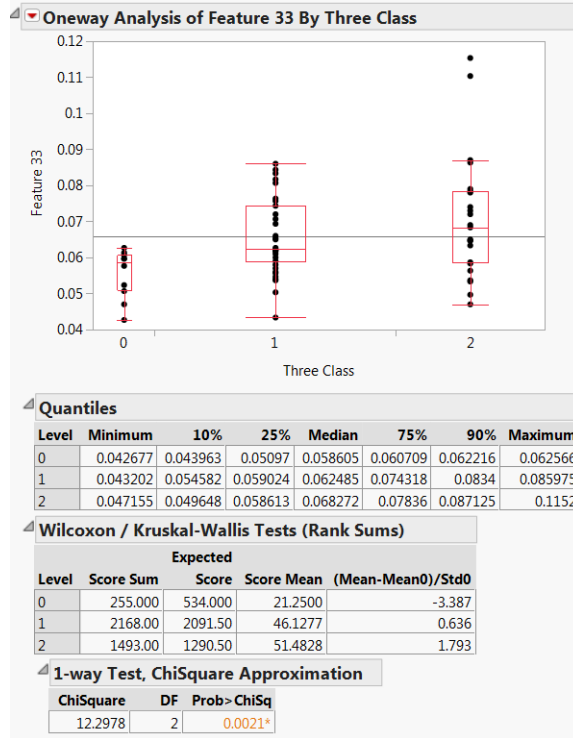 Oneway Analysis of Feature 33 By Three Class
0.12
0.11
0.1
0.09
0.08
0.07
0.06
0.05
0.04
Feature 33
0 1 2
Three Class
Quantiles
Level Minimum 10% 25% Median 75% 90% Maximum
0 0.042677 0.043963 0.05097 0.058605 0.060709 0.062216 0.062566
1 0.043202 0.054582 0.059024 0.062485 0.074318 0.0834 0.085975
2 0.047155 0.049648 0.058613 0.068272 0.07836 0.087125 0.1152
Wilcoxon / Kruskal-Wallis Tests (Rank Sums)
Expected
Level Score Sum Score Score Mean (Mean-Mean0)/Std0
0 255.000 534.000 21.2500 -3.387
1 2168.00 2091.50 46.1277 0.636
2 1493.00 1290.50 51.4828 1.793
1-way Test, ChiSquare Approximation
ChiSquare DF Prob>ChiSq
12.2978 2 0.0021*